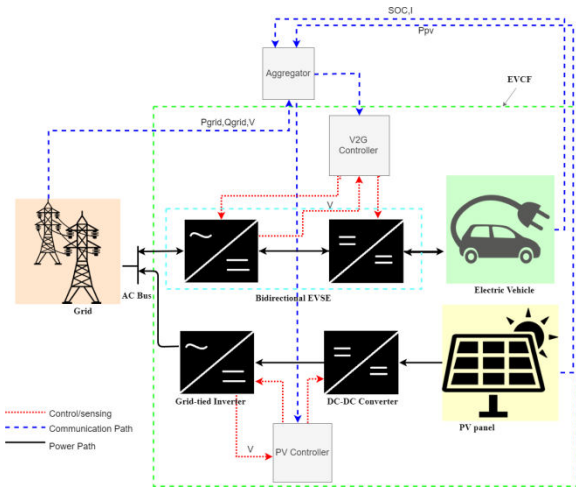 SOC,I
Ppv
Aggregator
EVCF
Pgrid,Qgrid,V
V2G
Controller
V
Grid
AC Bus
Bidirectional EVSE
Electric Vehicle
Grid-tied Inverter
DC-DC Converter
PV panel
Control/sensing
Communication Path
Power Path
V
PV Controller